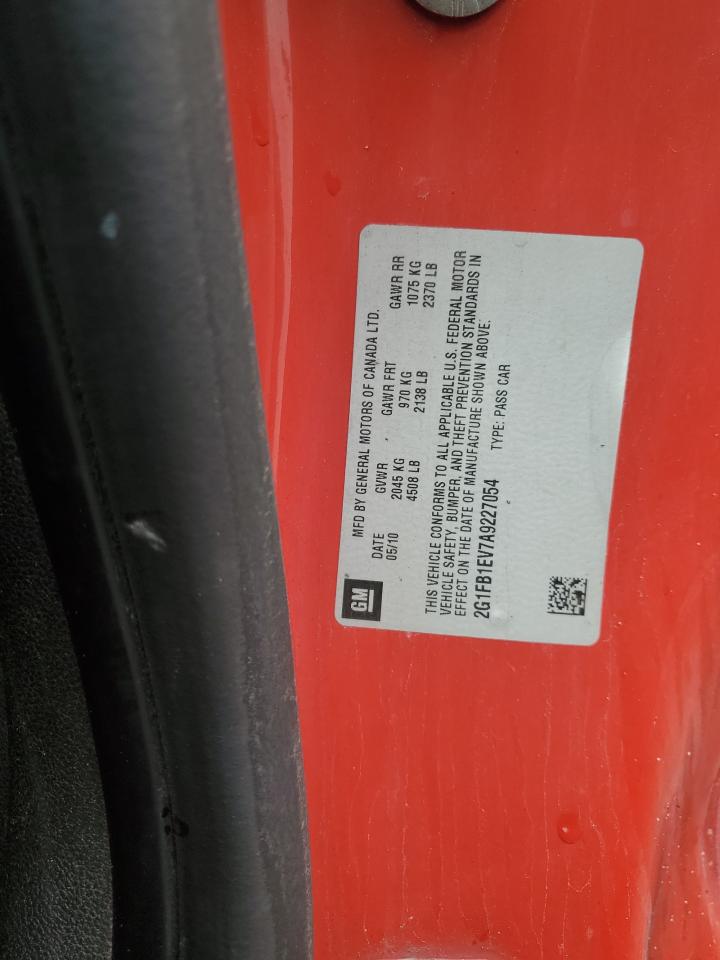 GM
MFD BY GENERAL MOTORS OF CANADA LTD.
DATE GVWR GAWR FRT GAWR RR
05/10 2045 KG 970 KG 1075 KG
4508 LB 2138 LB 2370 LB
THIS VEHICLE CONFORMS TO ALL APPLICABLE U.S. FEDERAL MOTOR
VEHICLE SAFETY, BUMPER, AND THEFT PREVENTION STANDARDS IN
EFFECT ON THE DATE OF MANUFACTURE SHOWN ABOVE.
2G1FB1EV7A9227054 TYPE: PASS CAR